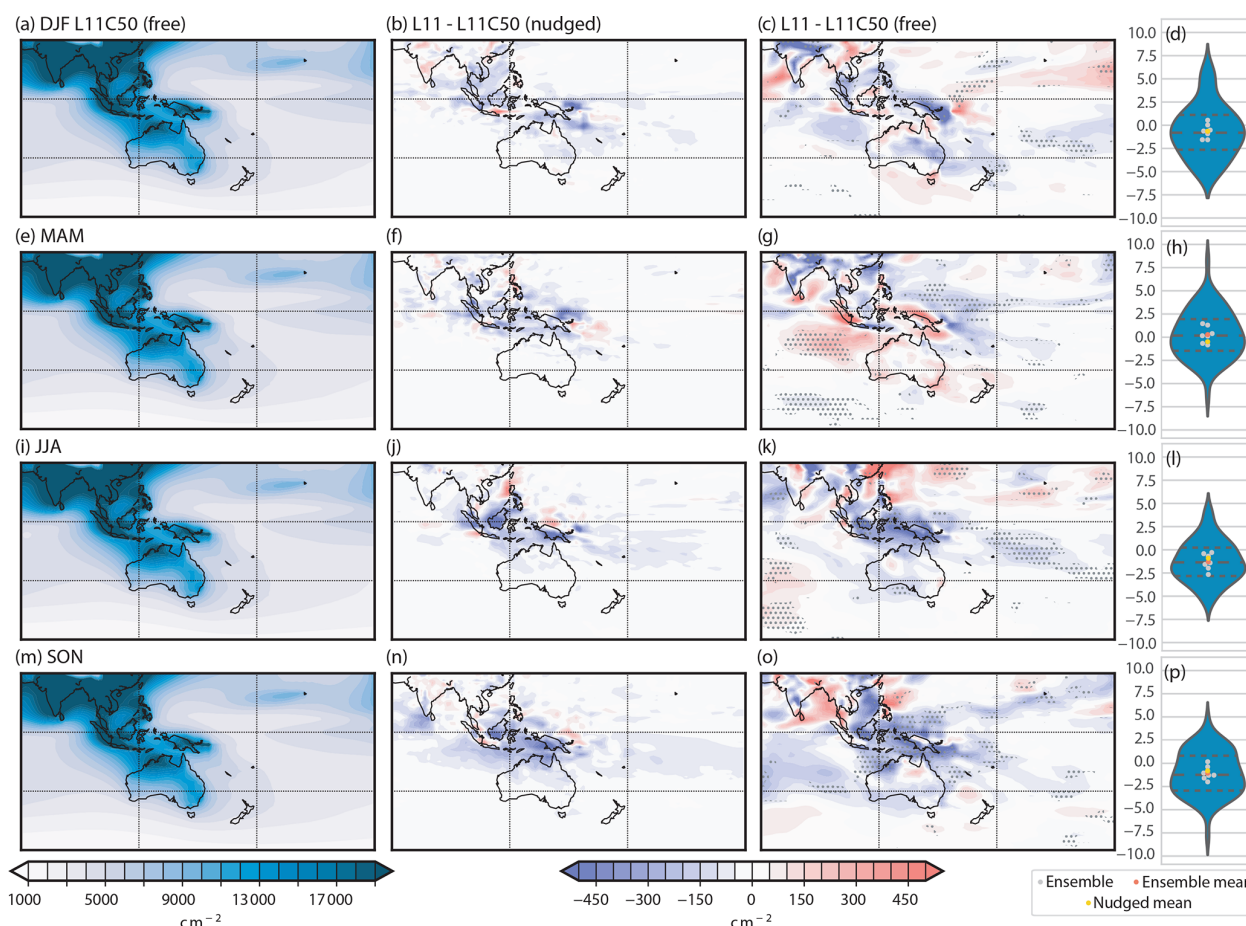 (a) DJF L11C50 (free)
(b) L11 - L11C50 (nudged)
(c) L11 - L11C50 (free)
(d)
10.0
7.5
5.0
2.5
0.0
−2.5
−5.0
−7.5
−10.0
(e) MAM
(f)
(g)
(h)
10.0
7.5
5.0
2.5
0.0
−2.5
−5.0
−7.5
−10.0
(i) JJA
(j)
(k)
(l)
10.0
7.5
5.0
2.5
0.0
−2.5
−5.0
−7.5
−10.0
(m) SON
(n)
(o)
(p)
10.0
7.5
5.0
2.5
0.0
−2.5
−5.0
−7.5
−10.0
1000 5000 9000 13000 17000
cm−2
−450 −300 −150 0 150 300 450
cm−2
Ensemble Ensemble mean
Nudged mean